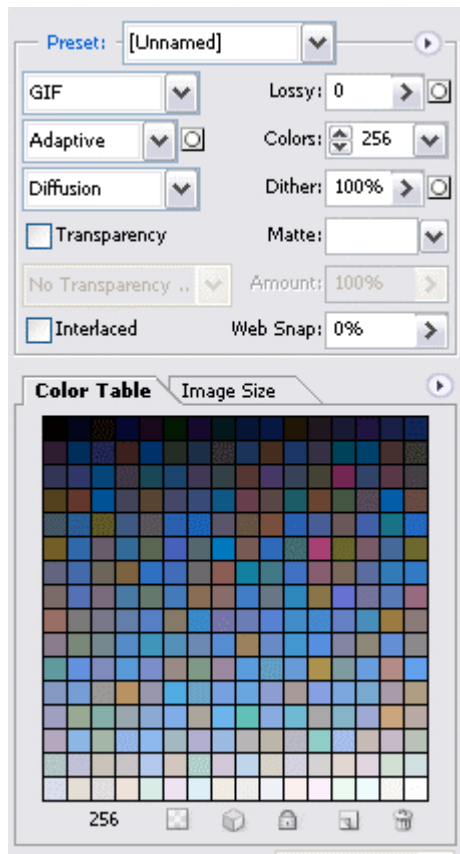 Preset: [Unnamed]
GIF Lossy: 0
Adaptive Colors: 256
Diffusion Dither: 100%
Transparency Matte:
No Transparency .. Amount: 100%
Interlaced Web Snap: 0%
Color Table Image Size
256